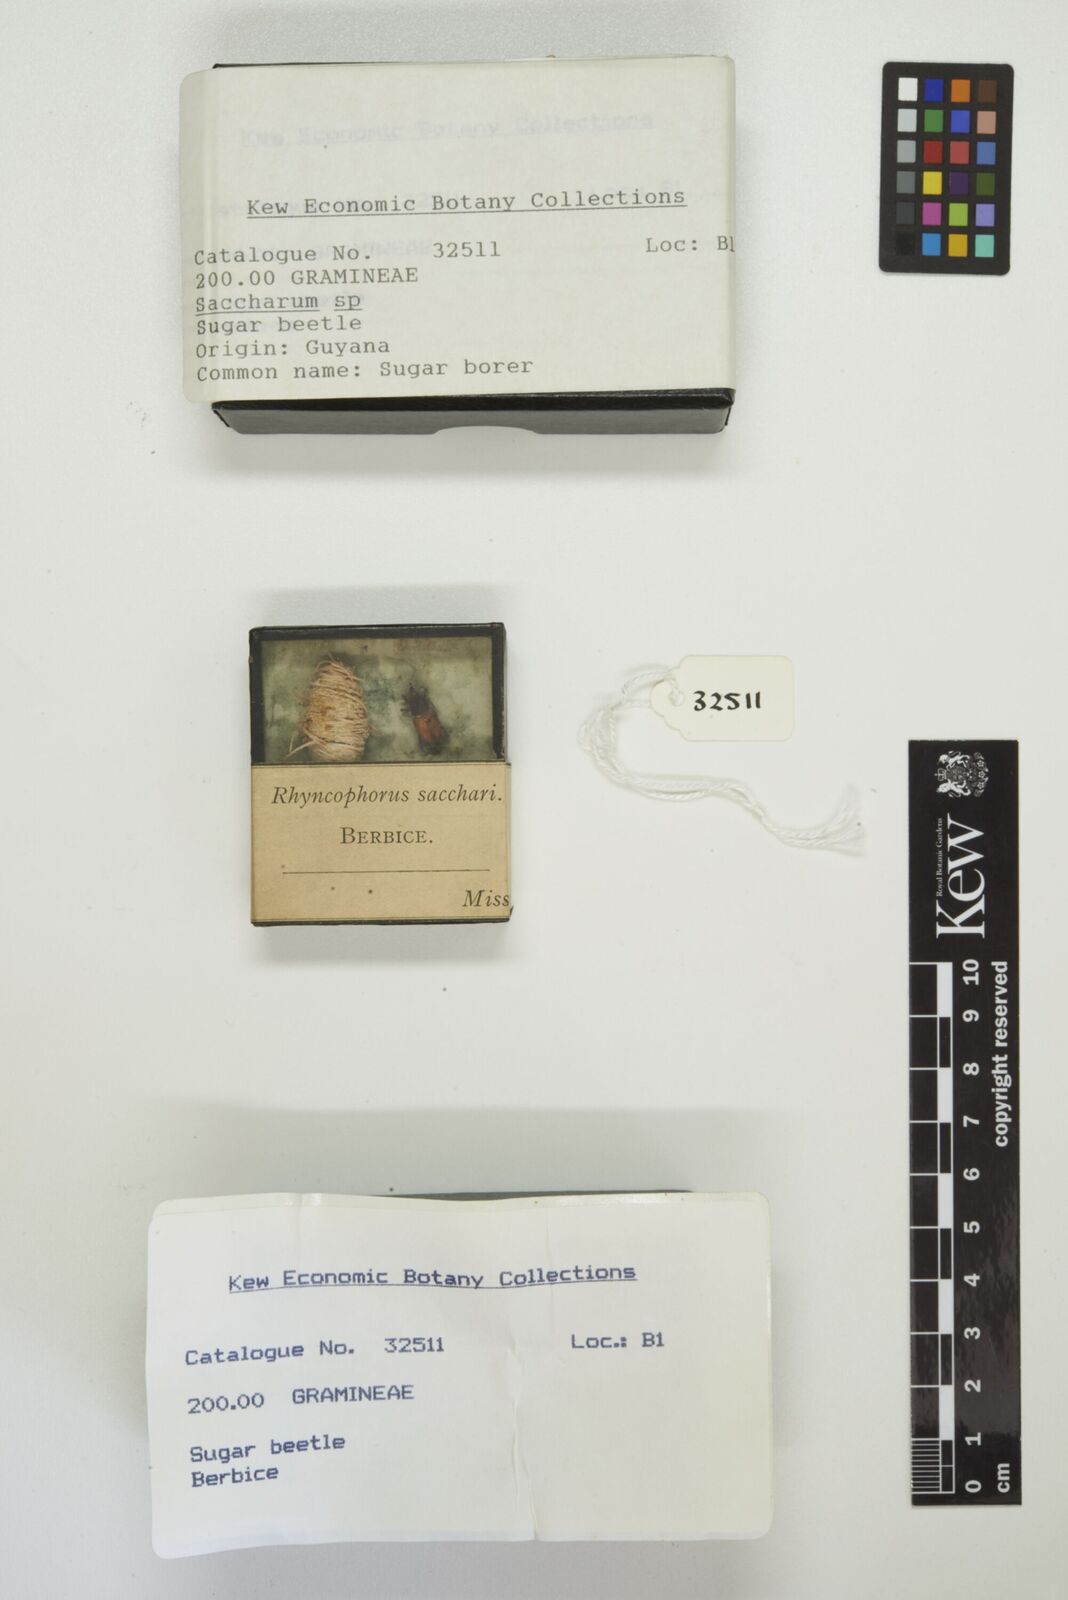 Kew Economic Botany Collections
Catalogue No. 32511 Loc: B1
200.00 GRAMINEAE
Saccharum sp
Sugar beetle
Origin: Guyana
Common name: Sugar borer
Rhyncophorus sacchari.
BERBICE.
Miss
32511
Kew Economic Botany Collections
Catalogue No. 32511 Loc.: B1
200.00 GRAMINEAE
Sugar beetle
Berbice
Royal Botanic Gardens
Kew
copyright reserved
0 1 2 3 4 5 6 7 8 9 10
cm